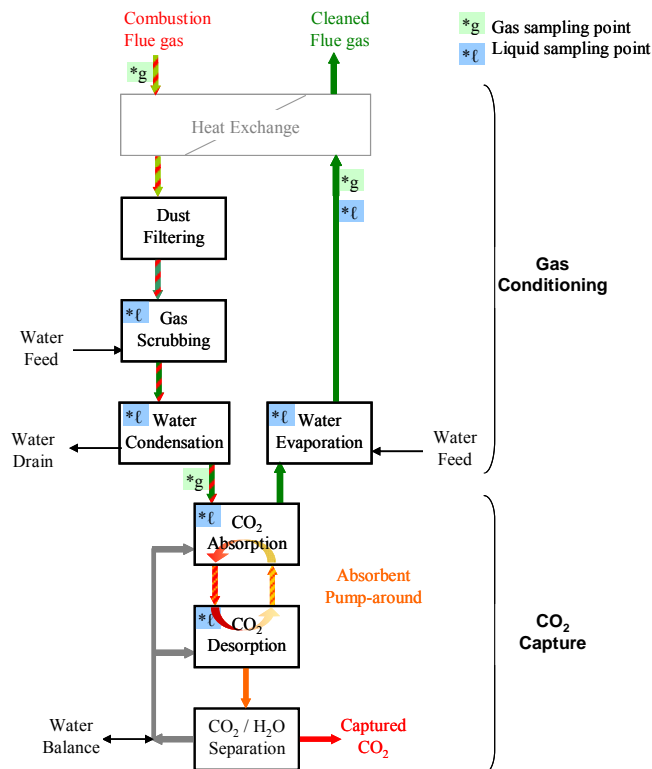 Combustion
Flue gas
Cleaned
Flue gas
*g Gas sampling point
*ℓ Liquid sampling point
*g
Heat Exchange
*g
*ℓ
Dust
Filtering
Gas
Conditioning
*ℓ Gas
Scrubbing
Water
Feed
*ℓ Water
Condensation
*ℓ Water
Evaporation
Water
Drain
Water
Feed
*g
*ℓ CO₂
Absorption
Absorbent
Pump-around
*ℓ CO₂
Desorption
CO₂
Capture
Water
Balance
CO₂ / H₂O
Separation
Captured
CO₂